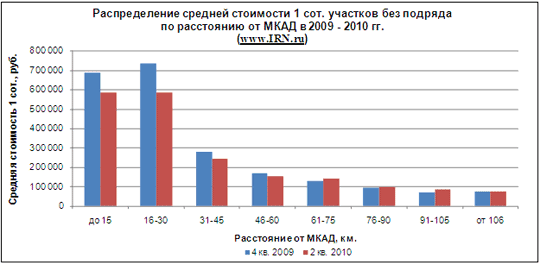 Распределение средней стоимости 1 сот. участков без подряда
по расстоянию от МКАД в 2009 - 2010 гг.
(www.IRN.ru)
Средняя стоимость 1 сот., руб.
800 000
700 000
600 000
500 000
400 000
300 000
200 000
100 000
0
до 15 16-30 31-45 46-60 61-75 76-90 91-105 от 106
Расстояние от МКАД, км.
4 кв. 2009 2 кв. 2010